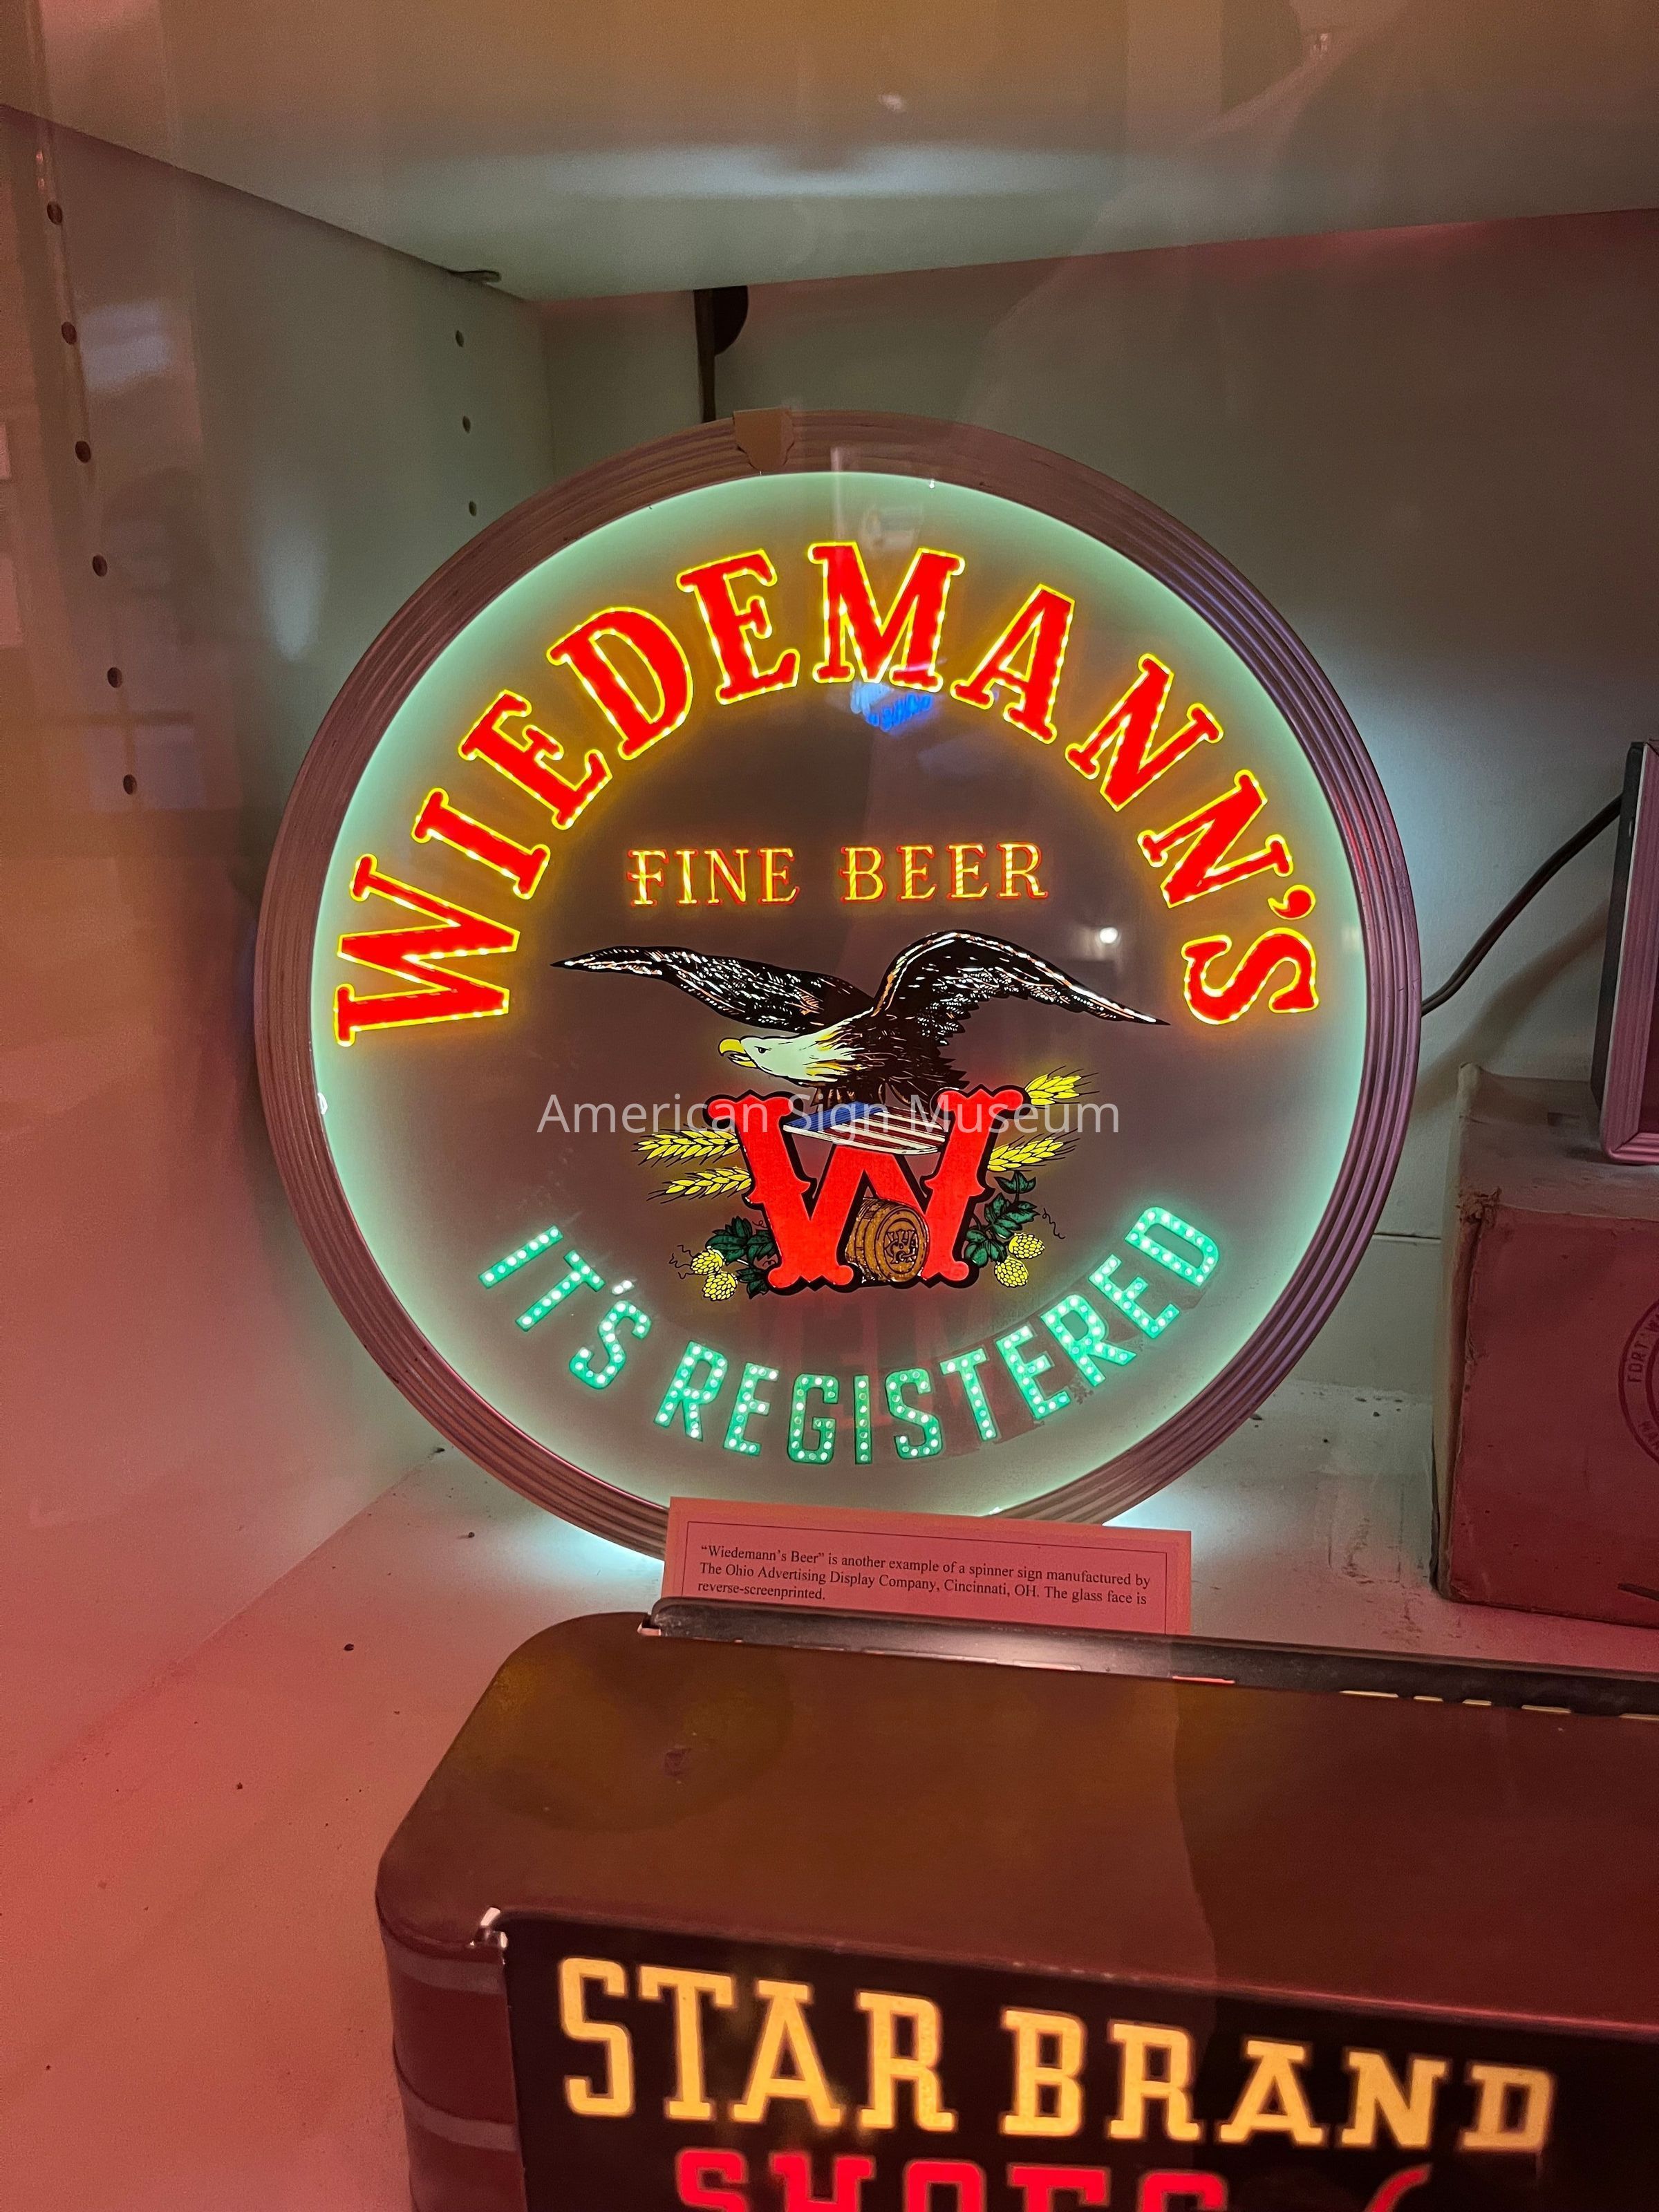 WIEDEMANN'S
FINE BEER
American Sign Museum
W
IT'S REGISTERED
"Wiedemann's Beer" is another example of a spinner sign manufactured by
The Ohio Advertising Display Company, Cincinnati, OH. The glass face is
reverse-screenprinted.
STAR BRAND
SHOES